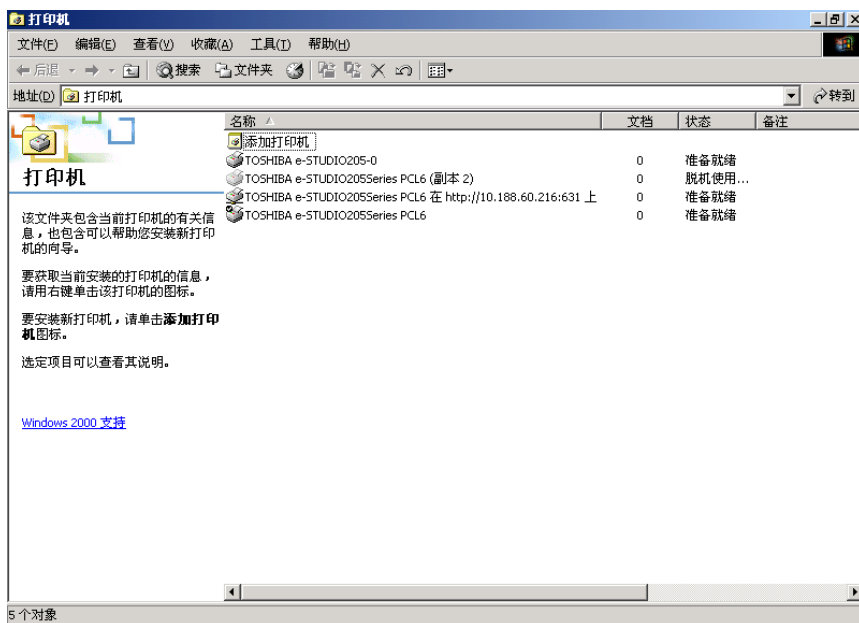 打印机
文件(F) 编辑(E) 查看(V) 收藏(A) 工具(T) 帮助(H)
后退 搜索 文件夹
地址(D) 打印机 转到
名称 文档 状态 备注
添加打印机
TOSHIBA e-STUDIO205-0 0 准备就绪
TOSHIBA e-STUDIO205Series PCL6 (副本 2) 0 脱机使用...
TOSHIBA e-STUDIO205Series PCL6 在 http://10.188.60.216:631 上 0 准备就绪
TOSHIBA e-STUDIO205Series PCL6 0 准备就绪
打印机
该文件夹包含当前打印机的有关信
息，也包含可以帮助您安装新打印
机的向导。
要获取当前安装的打印机的信息，
请用右键单击该打印机的图标。
要安装新打印机，请单击添加打印
机图标。
选定项目可以查看其说明。
Windows 2000 支持
5 个对象